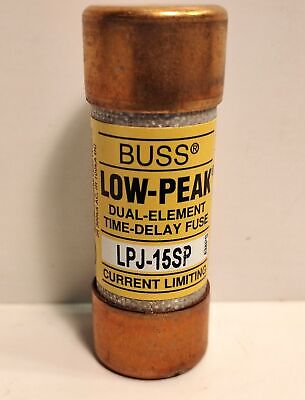 BUSS®
LOW-PEAK®
DUAL-ELEMENT
TIME-DELAY FUSE
LPJ-15SP
CURRENT LIMITING